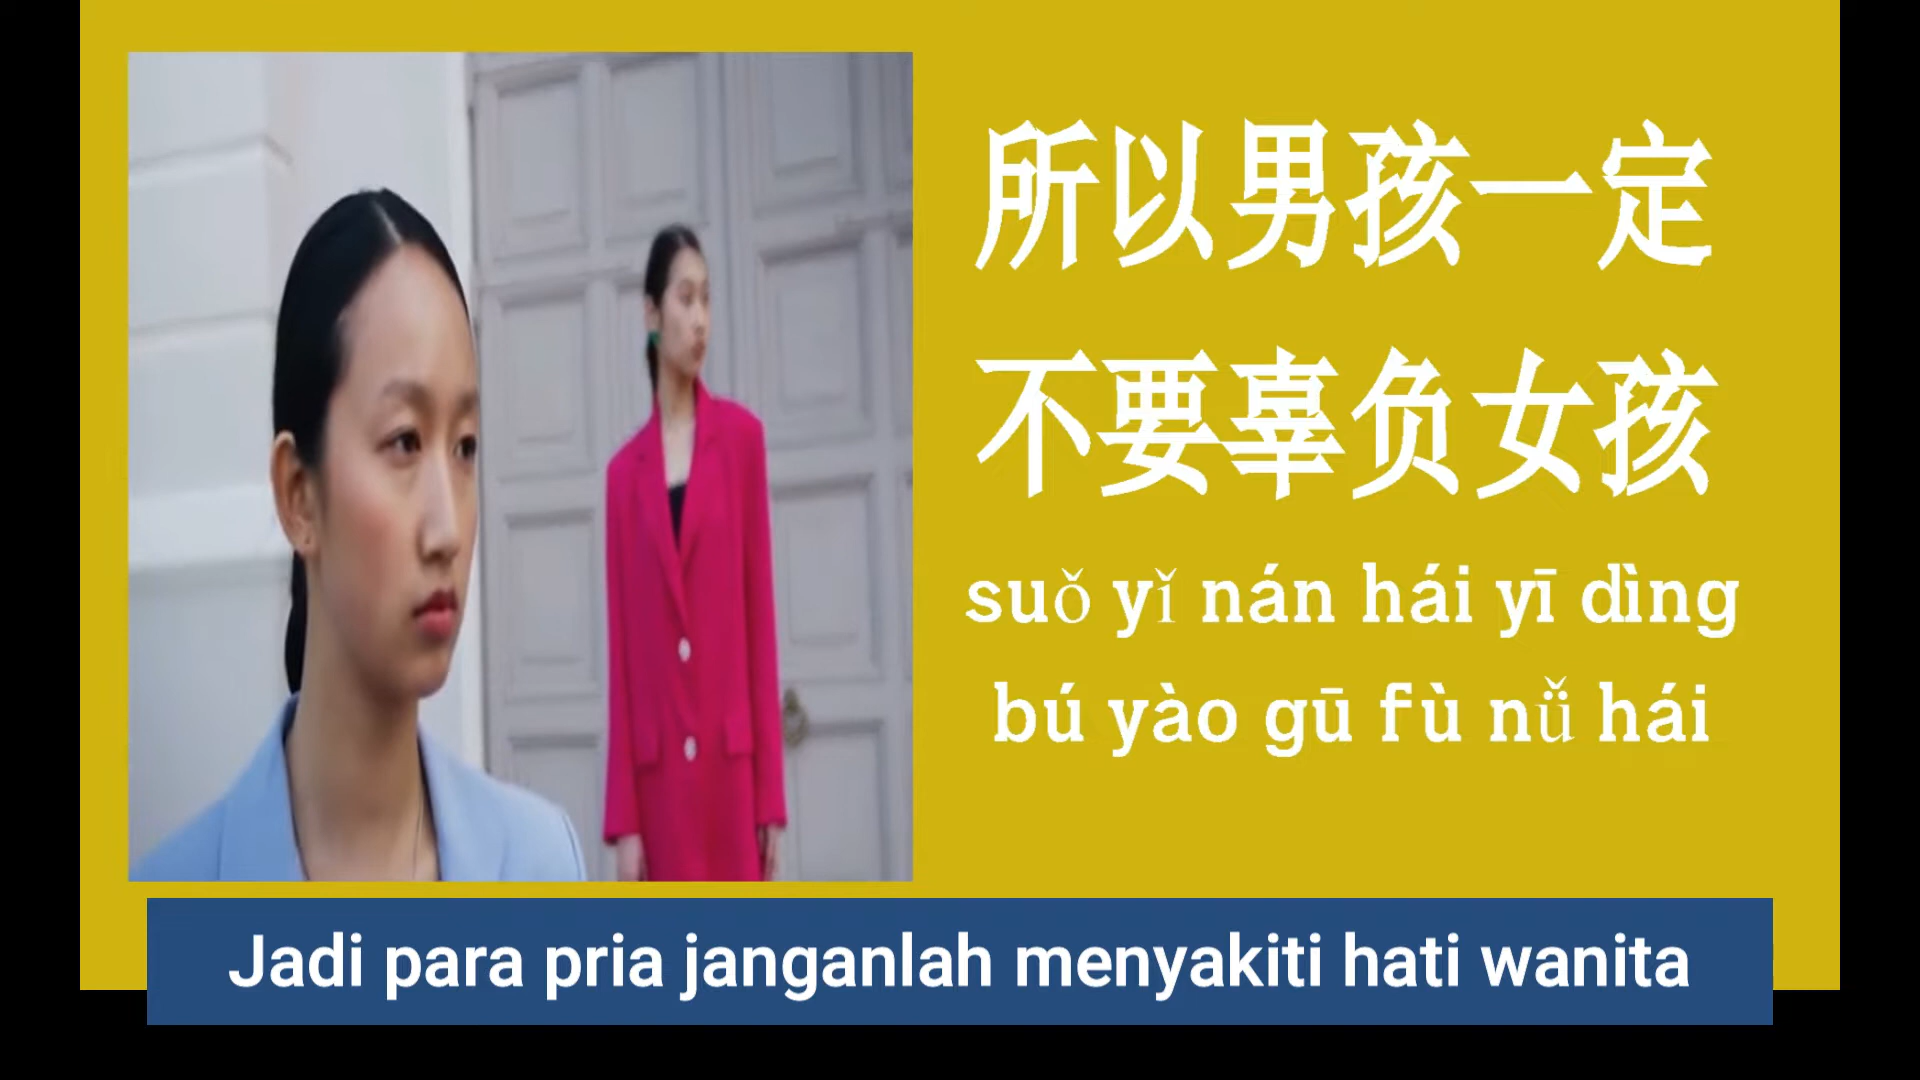 所以男孩一定
不要辜负女孩
suǒ yǐ nán hái yī dìng
bú yào gū fù nǚ hái
Jadi para pria janganlah menyakiti hati wanita